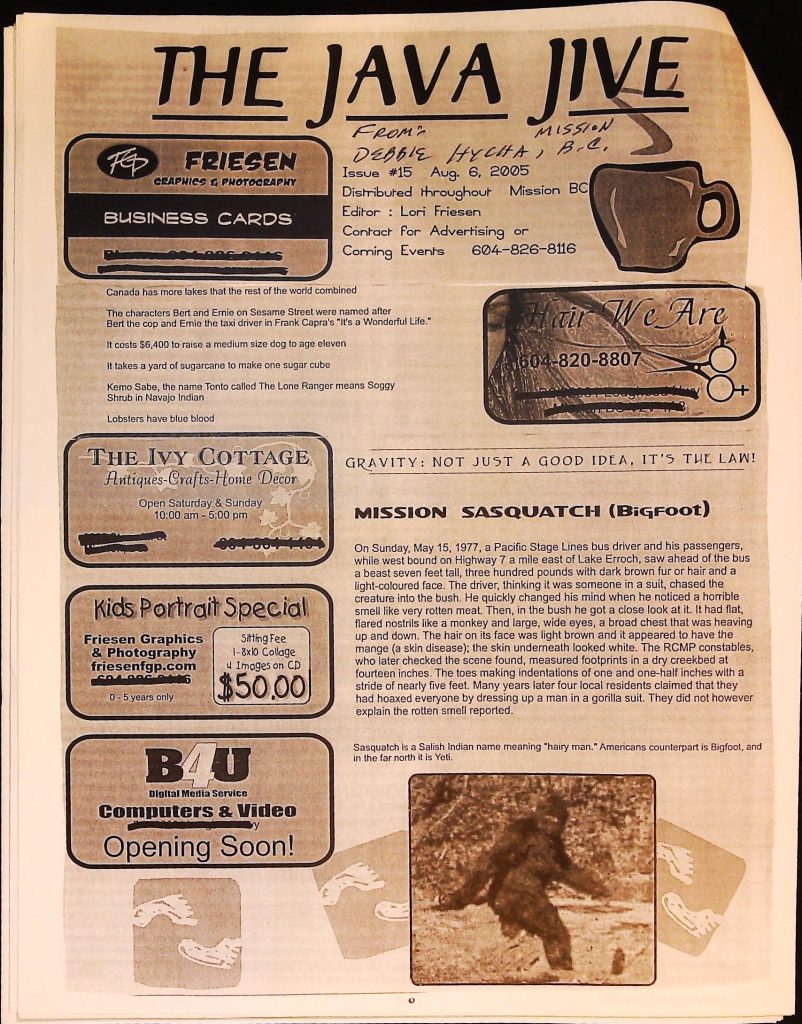 THE JAVA JIVE
FROM: MISSION
DEBBIE HYCHA, B.C.
Issue #15 Aug. 6, 2005
Distributed throughout Mission BC
Editor : Lori Friesen
Contact for Advertising or
Coming Events 604-826-8116
FRIESEN
GRAPHICS & PHOTOGRAPHY
BUSINESS CARDS
Canada has more lakes that the rest of the world combined
The characters Bert and Ernie on Sesame Street were named after
Bert the cop and Ernie the taxi driver in Frank Capra's "It's a Wonderful Life."
It costs $6,400 to raise a medium size dog to age eleven
It takes a yard of sugarcane to make one sugar cube
Kemo Sabe, the name Tonto called The Lone Ranger means Soggy
Shrub in Navajo Indian
Lobsters have blue blood
Hair We Are
604-820-8807
THE IVY COTTAGE
Antiques-Crafts-Home Decor
Open Saturday & Sunday
10:00 am - 5:00 pm
Kids Portrait Special
Friesen Graphics
& Photography
friesenfgp.com
0 - 5 years only
Sitting Fee
1- 8x10 Collage
4 Images on CD
$50.00
B4U
Digital Media Service
Computers & Video
Opening Soon!
GRAVITY: NOT JUST A GOOD IDEA, IT'S THE LAW!
MISSION SASQUATCH (BIGFOOT)
On Sunday, May 15, 1977, a Pacific Stage Lines bus driver and his passengers,
while west bound on Highway 7 a mile east of Lake Erroch, saw ahead of the bus
a beast seven feet tall, three hundred pounds with dark brown fur or hair and a
light-coloured face. The driver, thinking it was someone in a suit, chased the
creature into the bush. He quickly changed his mind when he noticed a horrible
smell like very rotten meat. Then, in the bush he got a close look at it. It had flat,
flared nostrils like a monkey and large, wide eyes, a broad chest that was heaving
up and down. The hair on its face was light brown and it appeared to have the
mange (a skin disease); the skin underneath looked white. The RCMP constables,
who later checked the scene found, measured footprints in a dry creekbed at
fourteen inches. The toes making indentations of one and one-half inches with a
stride of nearly five feet. Many years later four local residents claimed that they
had hoaxed everyone by dressing up a man in a gorilla suit. They did not however
explain the rotten smell reported.
Sasquatch is a Salish Indian name meaning "hairy man." Americans counterpart is Bigfoot, and
in the far north it is Yeti.